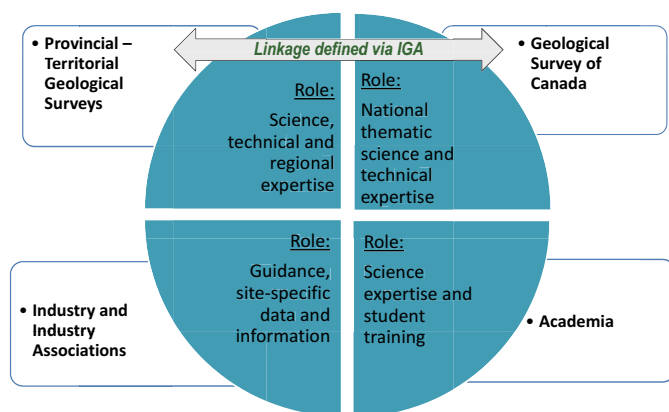 • Provincial –
Territorial
Geological
Surveys
Linkage defined via IGA
• Geological
Survey of
Canada
Role:
Science,
technical and
regional
expertise
Role:
National
thematic
science and
technical
expertise
• Industry and
Industry
Associations
Role:
Guidance,
site-specific
data and
information
Role:
Science
expertise and
student
training
• Academia